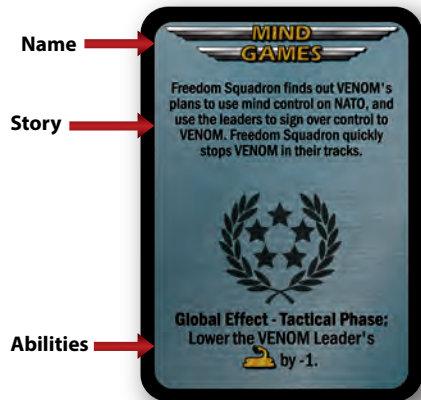 Name
MIND
GAMES
Story
Freedom Squadron finds out VENOM's
plans to use mind control on NATO, and
use the leaders to sign over control to
VENOM. Freedom Squadron quickly
stops VENOM in their tracks.
Abilities
Global Effect - Tactical Phase:
Lower the VENOM Leader's
by -1.